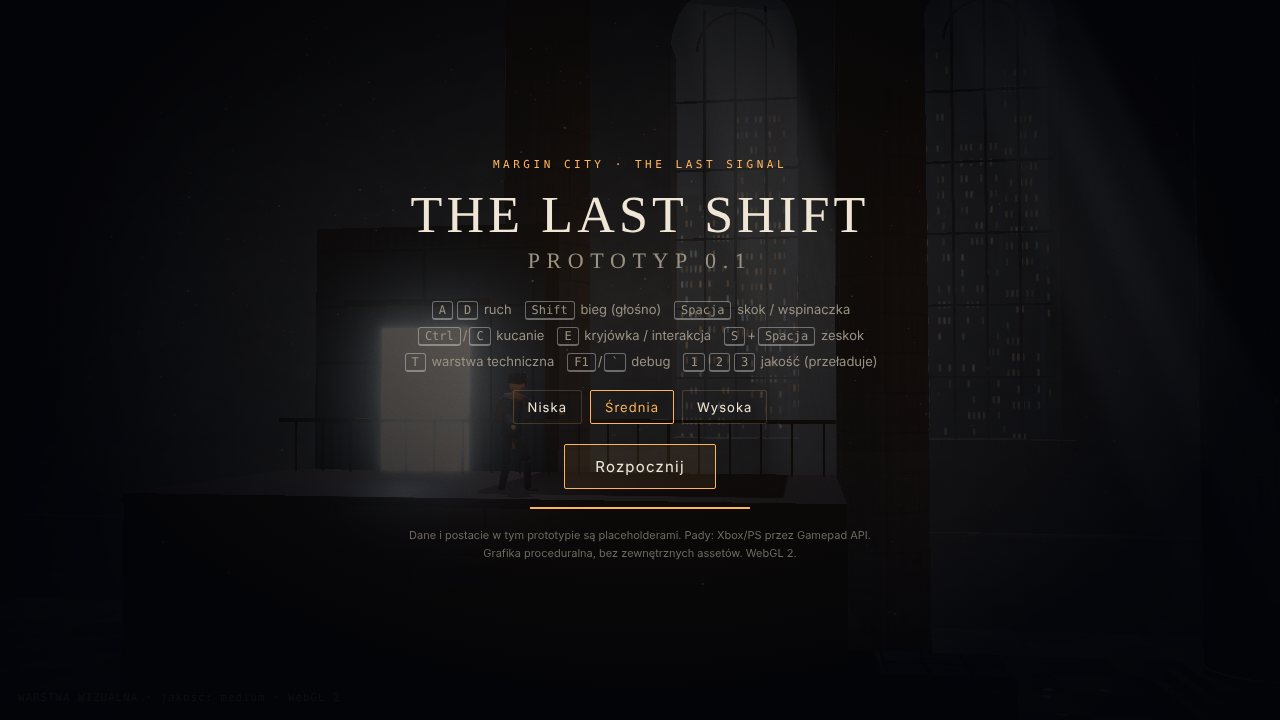 MARGIN CITY · THE LAST SIGNAL
THE LAST SHIFT
PROTOTYP 0.1
A D ruch Shift bieg (głośno) Spacja skok / wspinaczka
Ctrl / C kucanie E kryjówka / interakcja S + Spacja zeskok
T warstwa techniczna F1 / ` debug 1 2 3 jakość (przeładuje)
Niska Średnia Wysoka
Rozpocznij
Dane i postacie w tym prototypie są placeholderami. Pady: Xbox/PS przez Gamepad API.
Grafika proceduralna, bez zewnętrznych assetów. WebGL 2.
WARSTWA WIZUALNA · jakość: medium · WebGL 2